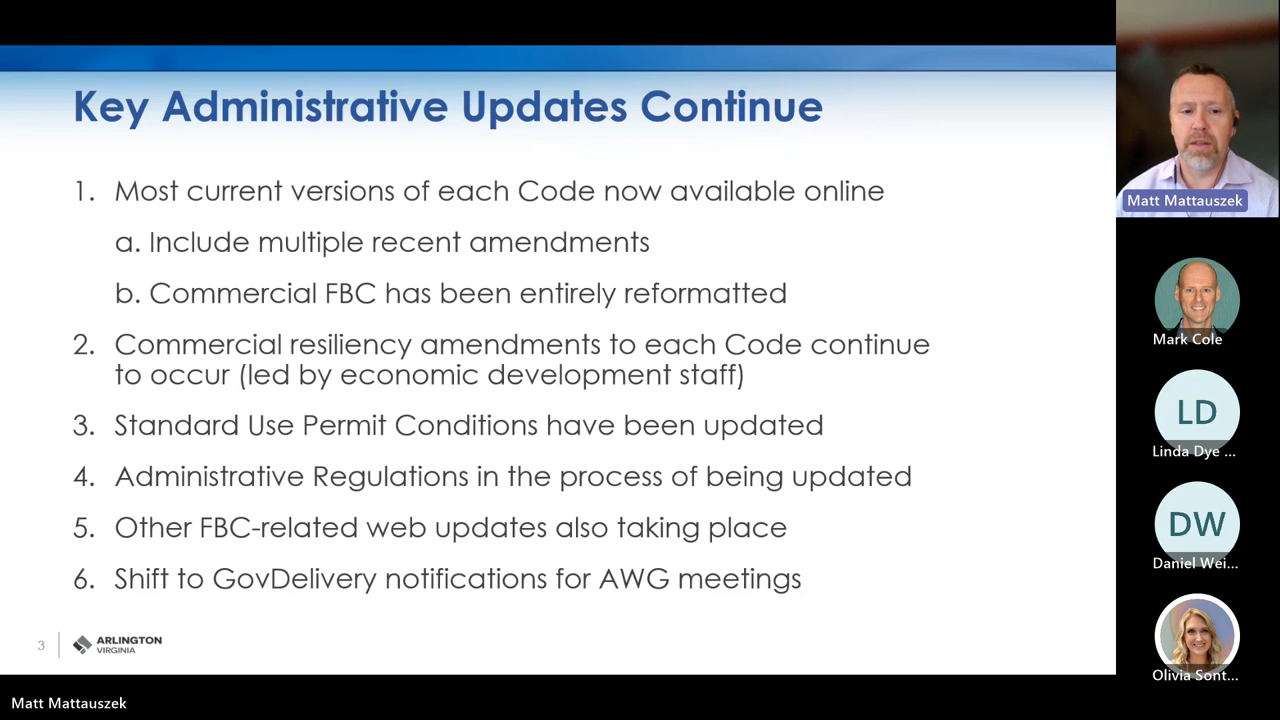 Key Administrative Updates Continue
1. Most current versions of each Code now available online
a. Include multiple recent amendments
b. Commercial FBC has been entirely reformatted
2. Commercial resiliency amendments to each Code continue
to occur (led by economic development staff)
3. Standard Use Permit Conditions have been updated
4. Administrative Regulations in the process of being updated
5. Other FBC-related web updates also taking place
6. Shift to GovDelivery notifications for AWG meetings
3
ARLINGTON
VIRGINIA
Matt Mattauszek
Matt Mattauszek
Mark Cole
LD
Linda Dye ...
DW
Daniel Wei...
Olivia Sont...